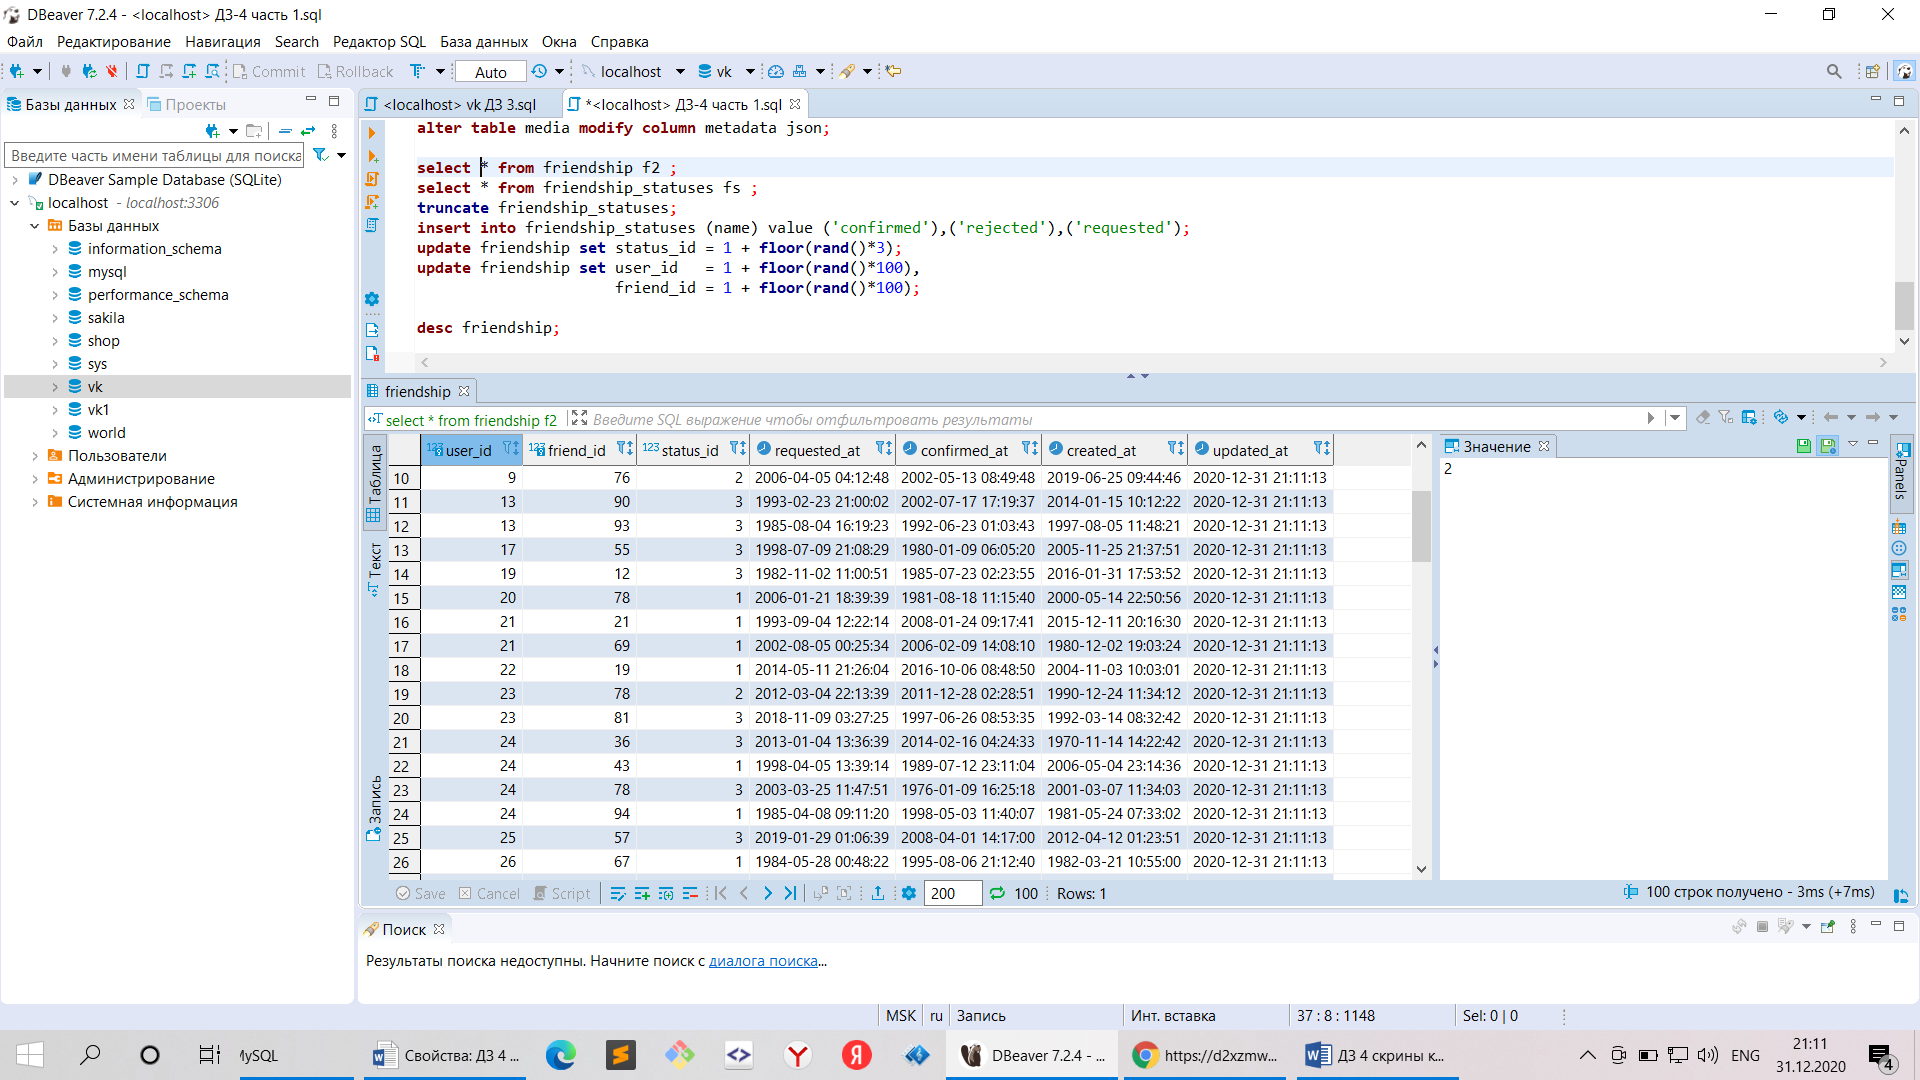 DBeaver 7.2.4 - <localhost> ДЗ-4 часть 1.sql
Файл Редактирование Навигация Search Редактор SQL База данных Окна Справка
Commit Rollback Auto localhost vk
Базы данных Проекты
Введите часть имени таблицы для поиска
DBeaver Sample Database (SQLite)
localhost - localhost:3306
Базы данных
information_schema
mysql
performance_schema
sakila
shop
sys
vk
vk1
world
Пользователи
Администрирование
Системная информация
<localhost> vk ДЗ 3.sql *<localhost> ДЗ-4 часть 1.sql
alter table media modify column metadata json;
select * from friendship f2 ;
select * from friendship_statuses fs ;
truncate friendship_statuses;
insert into friendship_statuses (name) value ('confirmed'),('rejected'),('requested');
update friendship set status_id = 1 + floor(rand()*3);
update friendship set user_id = 1 + floor(rand()*100),
friend_id = 1 + floor(rand()*100);
desc friendship;
friendship
select * from friendship f2 Введите SQL выражение чтобы отфильтровать результаты
Таблица
Текст
Запись
123 user_id 123 friend_id 123 status_id requested_at confirmed_at created_at updated_at
10 9 76 2 2006-04-05 04:12:48 2002-05-13 08:49:48 2019-06-25 09:44:46 2020-12-31 21:11:13
11 13 90 3 1993-02-23 21:00:02 2002-07-17 17:19:37 2014-01-15 10:12:22 2020-12-31 21:11:13
12 13 93 3 1985-08-04 16:19:23 1992-06-23 01:03:43 1997-08-05 11:48:21 2020-12-31 21:11:13
13 17 55 3 1998-07-09 21:08:29 1980-01-09 06:05:20 2005-11-25 21:37:51 2020-12-31 21:11:13
14 19 12 3 1982-11-02 11:00:51 1985-07-23 02:23:55 2016-01-31 17:53:52 2020-12-31 21:11:13
15 20 78 1 2006-01-21 18:39:39 1981-08-18 11:15:40 2000-05-14 22:50:56 2020-12-31 21:11:13
16 21 21 1 1993-09-04 12:22:14 2008-01-24 09:17:41 2015-12-11 20:16:30 2020-12-31 21:11:13
17 21 69 1 2002-08-05 00:25:34 2006-02-09 14:08:10 1980-12-02 19:03:24 2020-12-31 21:11:13
18 22 19 1 2014-05-11 21:26:04 2016-10-06 08:48:50 2004-11-03 10:03:01 2020-12-31 21:11:13
19 23 78 2 2012-03-04 22:13:39 2011-12-28 02:28:51 1990-12-24 11:34:12 2020-12-31 21:11:13
20 23 81 3 2018-11-09 03:27:25 1997-06-26 08:53:35 1992-03-14 08:32:42 2020-12-31 21:11:13
21 24 36 3 2013-01-04 13:36:39 2014-02-16 04:24:33 1970-11-14 14:22:42 2020-12-31 21:11:13
22 24 43 1 1998-04-05 13:39:14 1989-07-12 23:11:04 2006-05-04 23:14:36 2020-12-31 21:11:13
23 24 78 3 2003-03-25 11:47:51 1976-01-09 16:25:18 2001-03-07 11:34:03 2020-12-31 21:11:13
24 24 94 1 1985-04-08 09:11:20 1998-05-03 11:40:07 1981-05-24 07:33:02 2020-12-31 21:11:13
25 25 57 3 2019-01-29 01:06:39 2008-04-01 14:17:00 2012-04-12 01:23:51 2020-12-31 21:11:13
26 26 67 1 1984-05-28 00:48:22 1995-08-06 21:12:40 1982-03-21 10:55:00 2020-12-31 21:11:13
Значение
2
Panels
Save Cancel Script 200 100 Rows: 1 100 строк получено - 3ms (+7ms)
Поиск
Результаты поиска недоступны. Начните поиск с диалога поиска...
MSK ru Запись Инт. вставка 37 : 8 : 1148 Sel: 0 | 0
MySQL Свойства: ДЗ 4 ... DBeaver 7.2.4 - ... https://d2xzmw... ДЗ 4 скрины к... ENG 21:11
31.12.2020
4